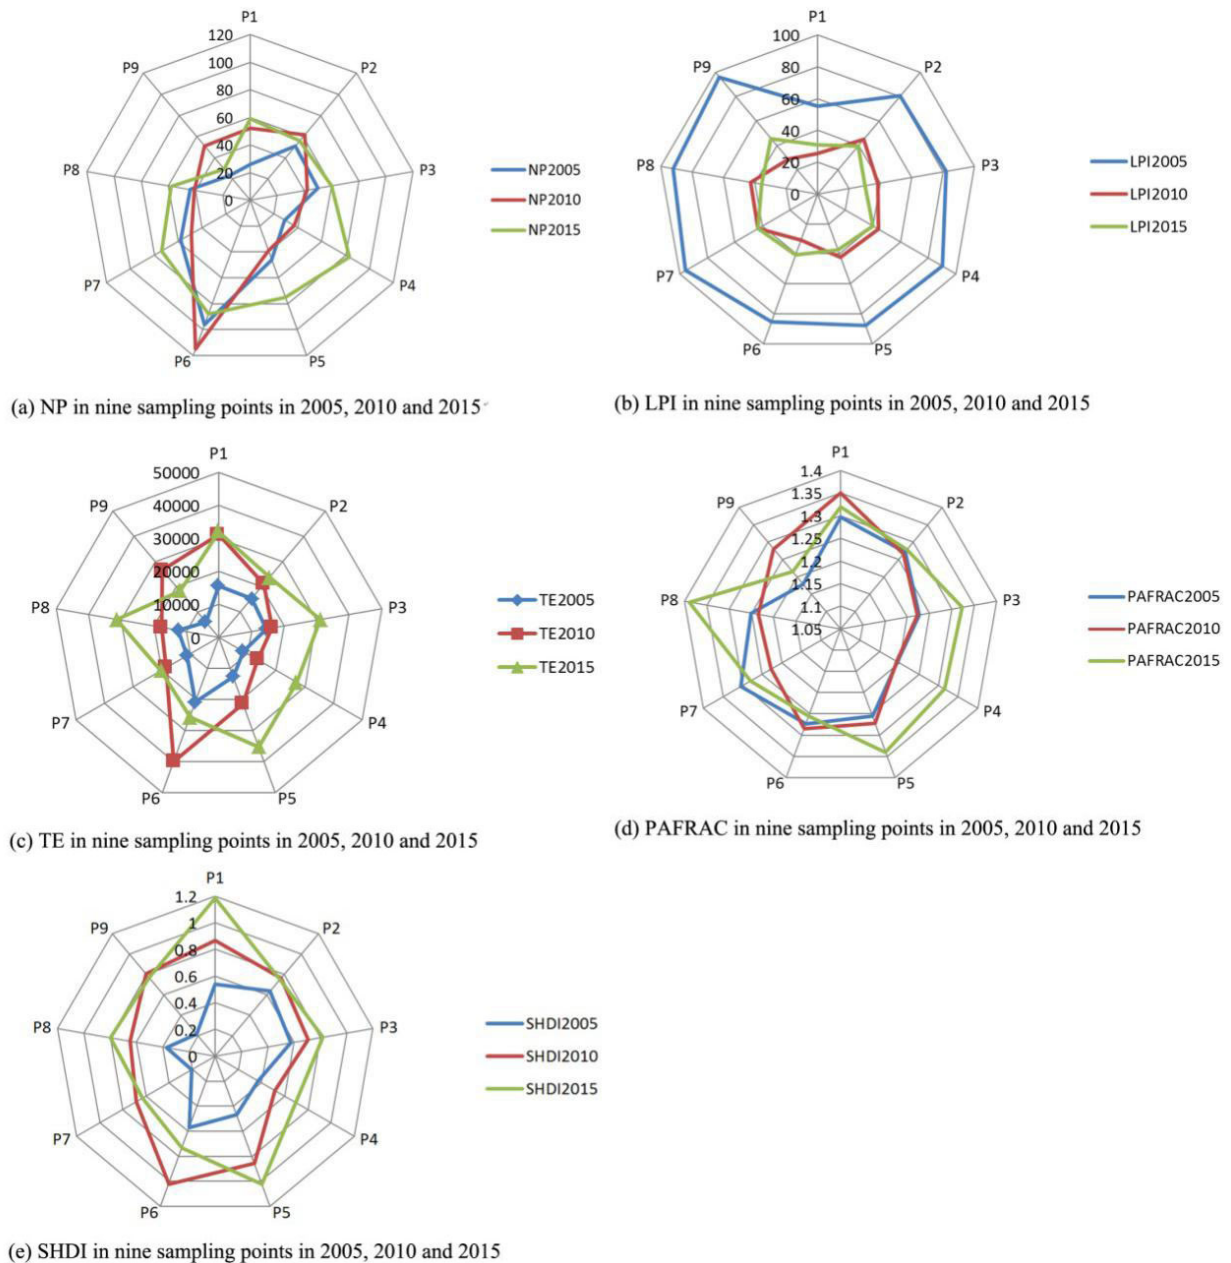 P1
120
100
80
60
40
20
0
P2
P3
P4
P5
P6
P7
P8
P9
NP2005
NP2010
NP2015
(a) NP in nine sampling points in 2005, 2010 and 2015
P1
100
80
60
40
20
0
P2
P3
P4
P5
P6
P7
P8
P9
LPI2005
LPI2010
LPI2015
(b) LPI in nine sampling points in 2005, 2010 and 2015
P1
50000
40000
30000
20000
10000
0
P2
P3
P4
P5
P6
P7
P8
P9
TE2005
TE2010
TE2015
(c) TE in nine sampling points in 2005, 2010 and 2015
P1
1.4
1.35
1.3
1.25
1.2
1.15
1.1
1.05
P2
P3
P4
P5
P6
P7
P8
P9
PAFRAC2005
PAFRAC2010
PAFRAC2015
(d) PAFRAC in nine sampling points in 2005, 2010 and 2015
P1
1.2
1
0.8
0.6
0.4
0.2
0
P2
P3
P4
P5
P6
P7
P8
P9
SHDI2005
SHDI2010
SHDI2015
(e) SHDI in nine sampling points in 2005, 2010 and 2015